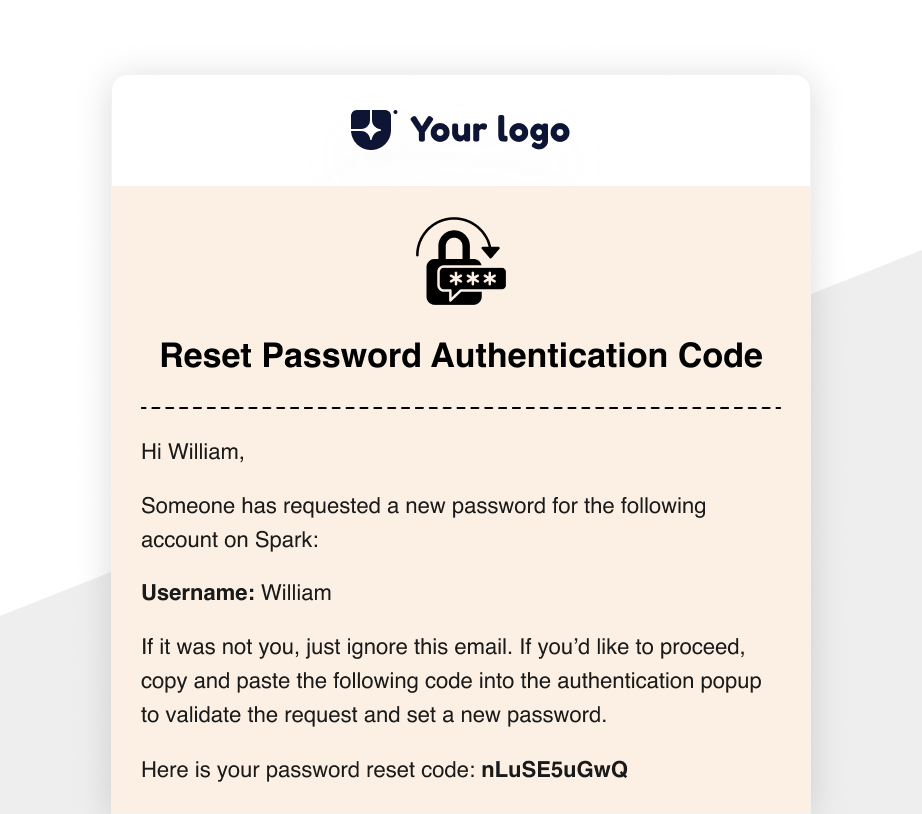 Your logo
***
Reset Password Authentication Code
Hi William,
Someone has requested a new password for the following
account on Spark:
Username: William
If it was not you, just ignore this email. If you’d like to proceed,
copy and paste the following code into the authentication popup
to validate the request and set a new password.
Here is your password reset code: nLuSE5uGwQ